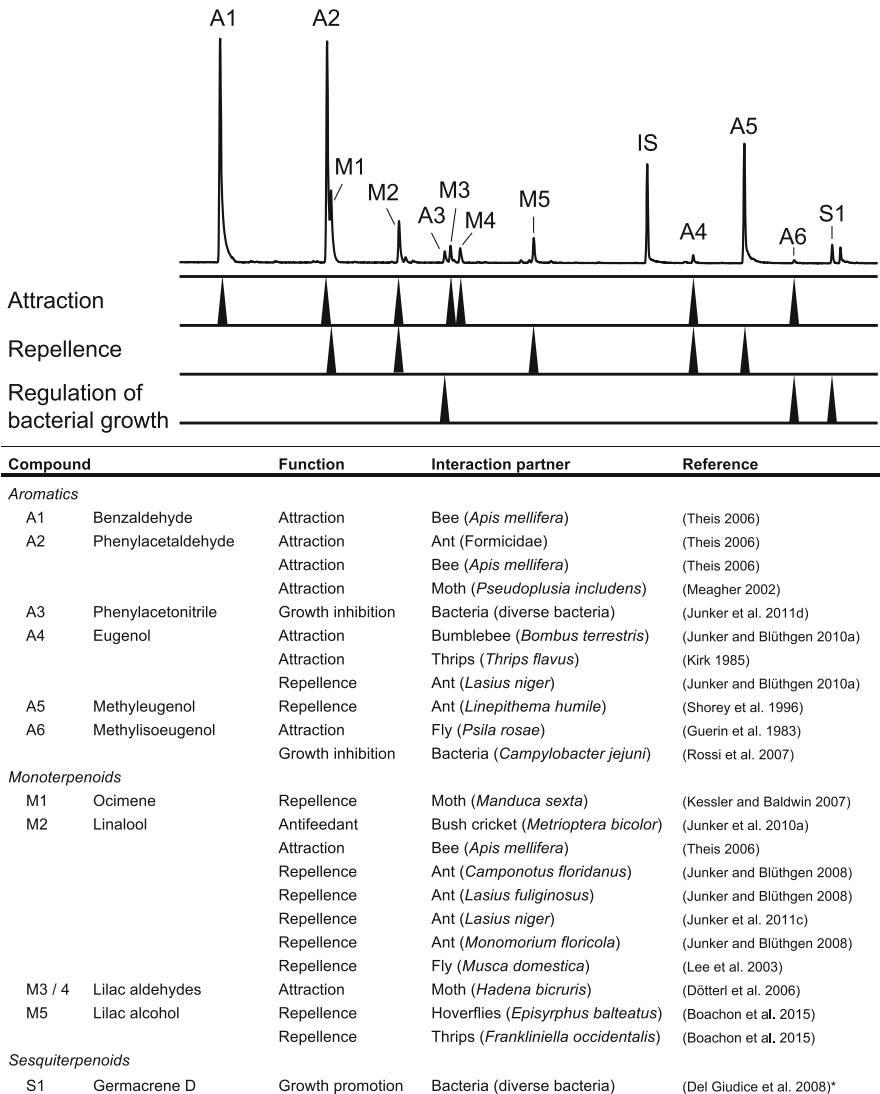 A1
A2
M1
M2
A3
M3
M4
M5
IS
A4
A5
A6
S1
Attraction
Repellence
Regulation of
bacterial growth
Compound Function Interaction partner Reference
Aromatics
A1 Benzaldehyde Attraction Bee (Apis mellifera) (Theis 2006)
A2 Phenylacetaldehyde Attraction Ant (Formicidae) (Theis 2006)
Attraction Bee (Apis mellifera) (Theis 2006)
Attraction Moth (Pseudoplusia includens) (Meagher 2002)
A3 Phenylacetonitrile Growth inhibition Bacteria (diverse bacteria) (Junker et al. 2011d)
A4 Eugenol Attraction Bumblebee (Bombus terrestris) (Junker and Blüthgen 2010a)
Attraction Thrips (Thrips flavus) (Kirk 1985)
Repellence Ant (Lasius niger) (Junker and Blüthgen 2010a)
A5 Methyleugenol Repellence Ant (Linepithema humile) (Shorey et al. 1996)
A6 Methylisoeugenol Attraction Fly (Psila rosae) (Guerin et al. 1983)
Growth inhibition Bacteria (Campylobacter jejuni) (Rossi et al. 2007)
Monoterpenoids
M1 Ocimene Repellence Moth (Manduca sexta) (Kessler and Baldwin 2007)
M2 Linalool Antifeedant Bush cricket (Metrioptera bicolor) (Junker et al. 2010a)
Attraction Bee (Apis mellifera) (Theis 2006)
Repellence Ant (Camponotus floridanus) (Junker and Blüthgen 2008)
Repellence Ant (Lasius fuliginosus) (Junker and Blüthgen 2008)
Repellence Ant (Lasius niger) (Junker et al. 2011c)
Repellence Ant (Monomorium floricola) (Junker and Blüthgen 2008)
Repellence Fly (Musca domestica) (Lee et al. 2003)
M3 / 4 Lilac aldehydes Attraction Moth (Hadena bicruris) (Dötterl et al. 2006)
M5 Lilac alcohol Repellence Hoverflies (Episyrphus balteatus) (Boachon et al. 2015)
Repellence Thrips (Frankliniella occidentalis) (Boachon et al. 2015)
Sesquiterpenoids
S1 Germacrene D Growth promotion Bacteria (diverse bacteria) (Del Giudice et al. 2008)*